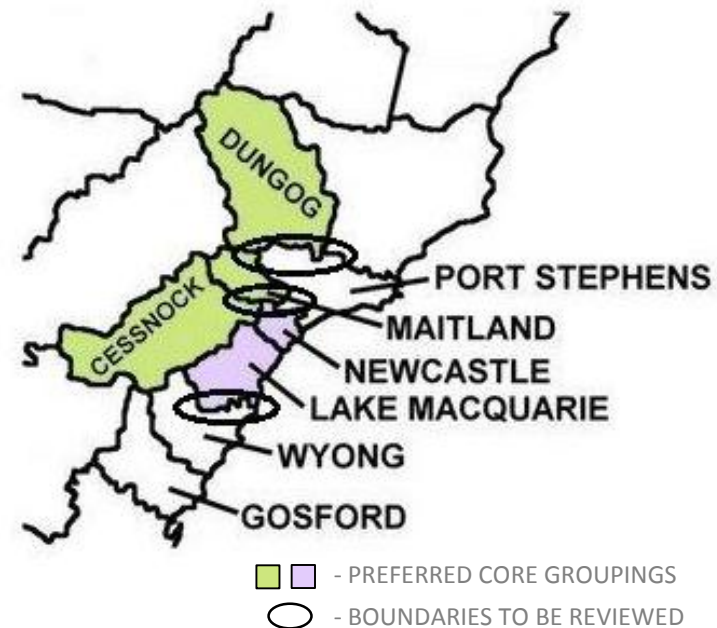 DUNGOG
CESSNOCK
PORT STEPHENS
MAITLAND
NEWCASTLE
LAKE MACQUARIE
WYONG
GOSFORD
- PREFERRED CORE GROUPINGS
- BOUNDARIES TO BE REVIEWED